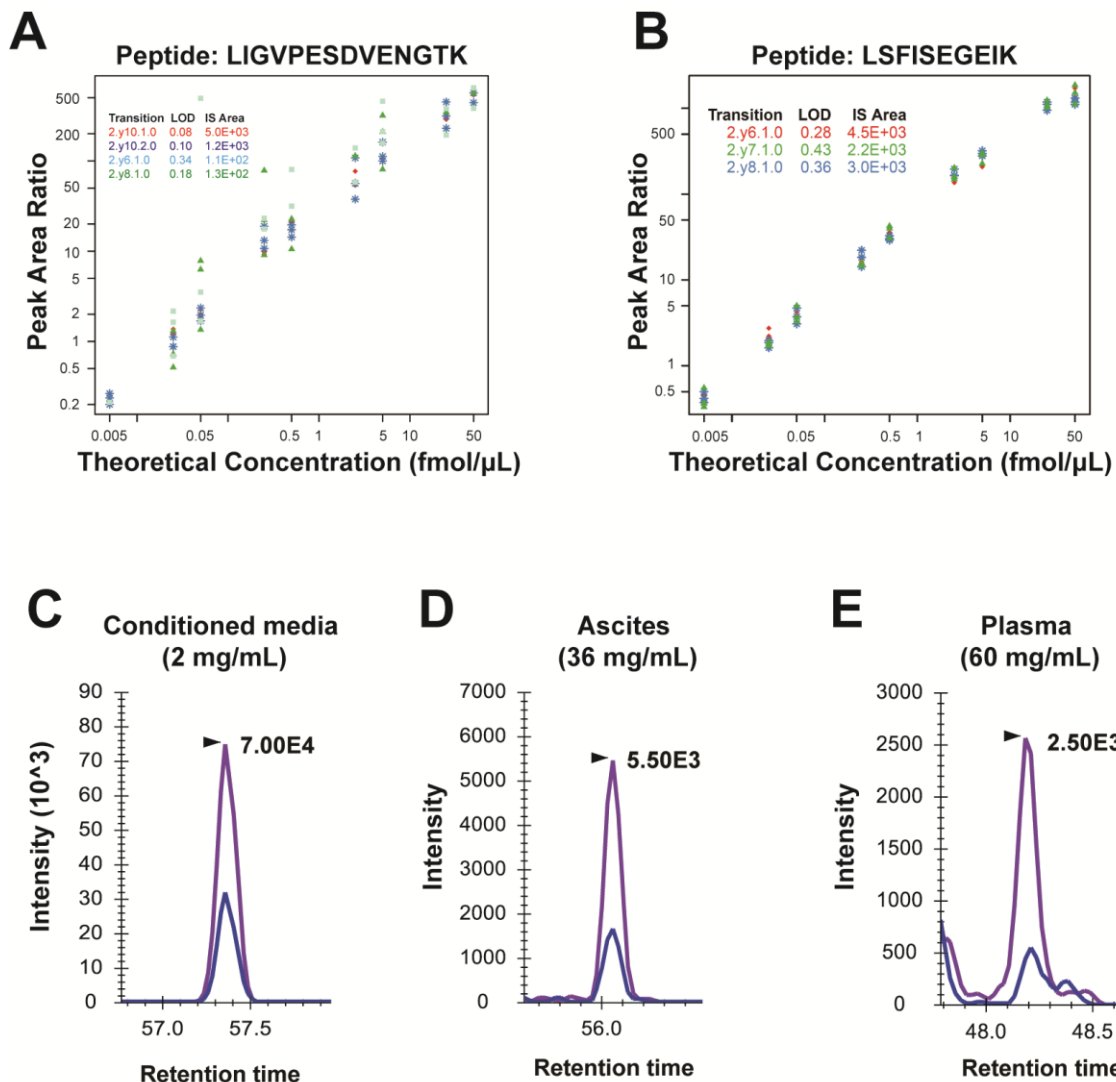 A
Peptide: LIGVPESDVENGTK
Peak Area Ratio
500
200
100
50
20
10
5
2
1
0.5
0.2
Transition LOD IS Area
2.y10.1.0 0.08 5.0E+03
2.y10.2.0 0.10 1.2E+03
2.y6.1.0 0.34 1.1E+02
2.y8.1.0 0.18 1.3E+02
0.005 0.05 0.5 1 5 10 50
Theoretical Concentration (fmol/µL)
B
Peptide: LSFISEGEIK
Peak Area Ratio
500
50
10
5
1
0.5
Transition LOD IS Area
2.y6.1.0 0.28 4.5E+03
2.y7.1.0 0.43 2.2E+03
2.y8.1.0 0.36 3.0E+03
0.005 0.05 0.5 1 5 10 50
Theoretical Concentration (fmol/µL)
C
Conditioned media
(2 mg/mL)
Intensity (10^3)
90
80
70
60
50
40
30
20
10
0
7.00E4
57.0 57.5
Retention time
D
Ascites
(36 mg/mL)
Intensity
7000
6000
5000
4000
3000
2000
1000
0
5.50E3
56.0
Retention time
E
Plasma
(60 mg/mL)
Intensity
3000
2500
2000
1500
1000
500
0
2.50E3
48.0 48.5
Retention time